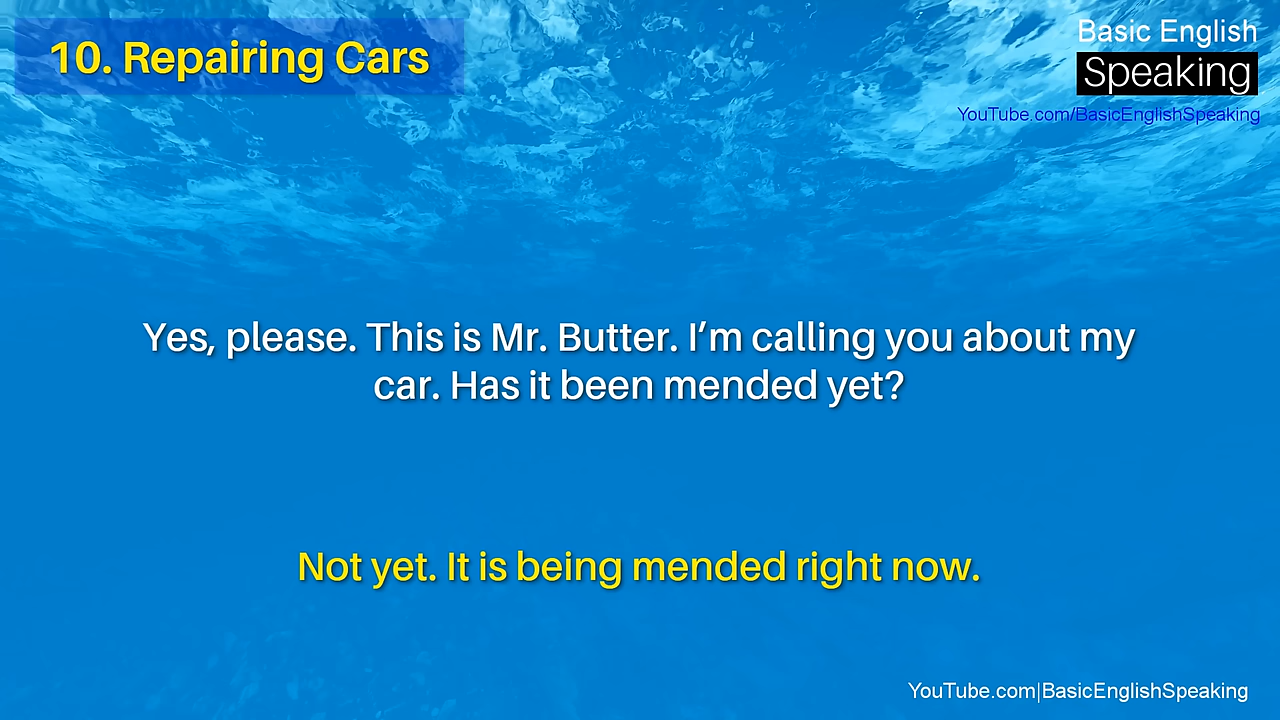 10. Repairing Cars
Basic English
Speaking
YouTube.com/BasicEnglishSpeaking
Yes, please. This is Mr. Butter. I’m calling you about my
car. Has it been mended yet?
Not yet. It is being mended right now.
YouTube.com|BasicEnglishSpeaking